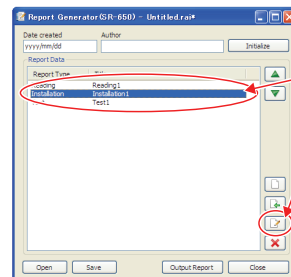 Report Generator(SR-650) - Untitled.rai*
Date created Author
yyyy/mm/dd Initialize
Report Data
Report Type
Reading Reading1
Installation Installation1
Test1
Open Save Output Report Close